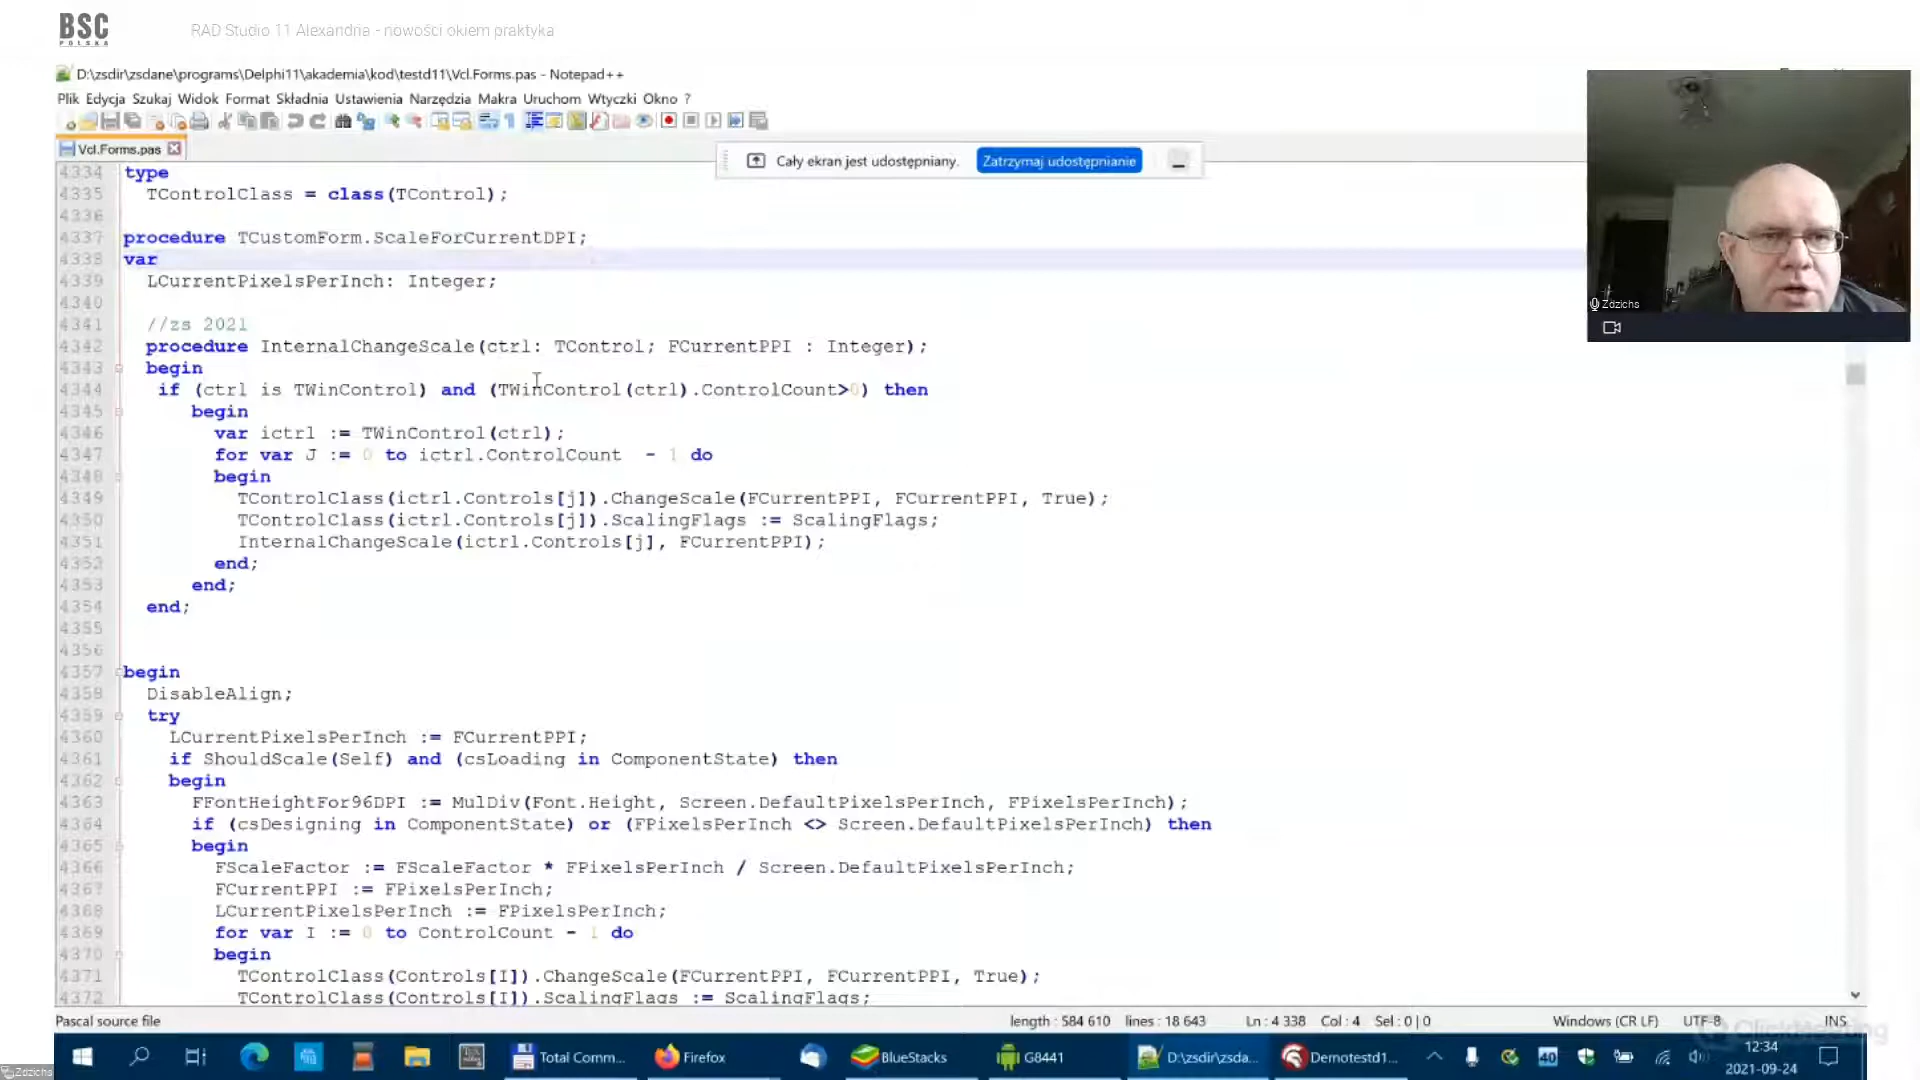 BSC
POLSKA
RAD Studio 11 Alexandria - nowości okiem praktyka
D:\zsdir\zsdane\programs\Delphi11\akademia\kod\testd11\Vcl.Forms.pas - Notepad++
Plik Edycja Szukaj Widok Format Składnia Ustawienia Narzędzia Makra Uruchom Wtyczki Okno ?
Vcl.Forms.pas
Cały ekran jest udostępniany. Zatrzymaj udostępnianie
Zdzichs
4334 type
4335 TControlClass = class(TControl);
4336
4337 procedure TCustomForm.ScaleForCurrentDPI;
4338 var
4339 LCurrentPixelsPerInch: Integer;
4340
4341 //zs 2021
4342 procedure InternalChangeScale(ctrl: TControl; FCurrentPPI : Integer);
4343 begin
4344 if (ctrl is TWinControl) and (TWinControl(ctrl).ControlCount>0) then
4345 begin
4346 var ictrl := TWinControl(ctrl);
4347 for var J := 0 to ictrl.ControlCount - 1 do
4348 begin
4349 TControlClass(ictrl.Controls[j]).ChangeScale(FCurrentPPI, FCurrentPPI, True);
4350 TControlClass(ictrl.Controls[j]).ScalingFlags := ScalingFlags;
4351 InternalChangeScale(ictrl.Controls[j], FCurrentPPI);
4352 end;
4353 end;
4354 end;
4355
4356
4357 begin
4358 DisableAlign;
4359 try
4360 LCurrentPixelsPerInch := FCurrentPPI;
4361 if ShouldScale(Self) and (csLoading in ComponentState) then
4362 begin
4363 FFontHeightFor96DPI := MulDiv(Font.Height, Screen.DefaultPixelsPerInch, FPixelsPerInch);
4364 if (csDesigning in ComponentState) or (FPixelsPerInch <> Screen.DefaultPixelsPerInch) then
4365 begin
4366 FScaleFactor := FScaleFactor * FPixelsPerInch / Screen.DefaultPixelsPerInch;
4367 FCurrentPPI := FPixelsPerInch;
4368 LCurrentPixelsPerInch := FPixelsPerInch;
4369 for var I := 0 to ControlCount - 1 do
4370 begin
4371 TControlClass(Controls[I]).ChangeScale(FCurrentPPI, FCurrentPPI, True);
4372 TControlClass(Controls[I]).ScalingFlags := ScalingFlags;
Pascal source file length : 584 610 lines : 18 643 Ln : 4 338 Col : 4 Sel : 0 | 0 Windows (CR LF) UTF-8 INS
ClickMeeting
Total Comm... Firefox BlueStacks G8441 D:\zsdir\zsda... Demotestd1... 40 12:34
2021-09-24
Zdzichs